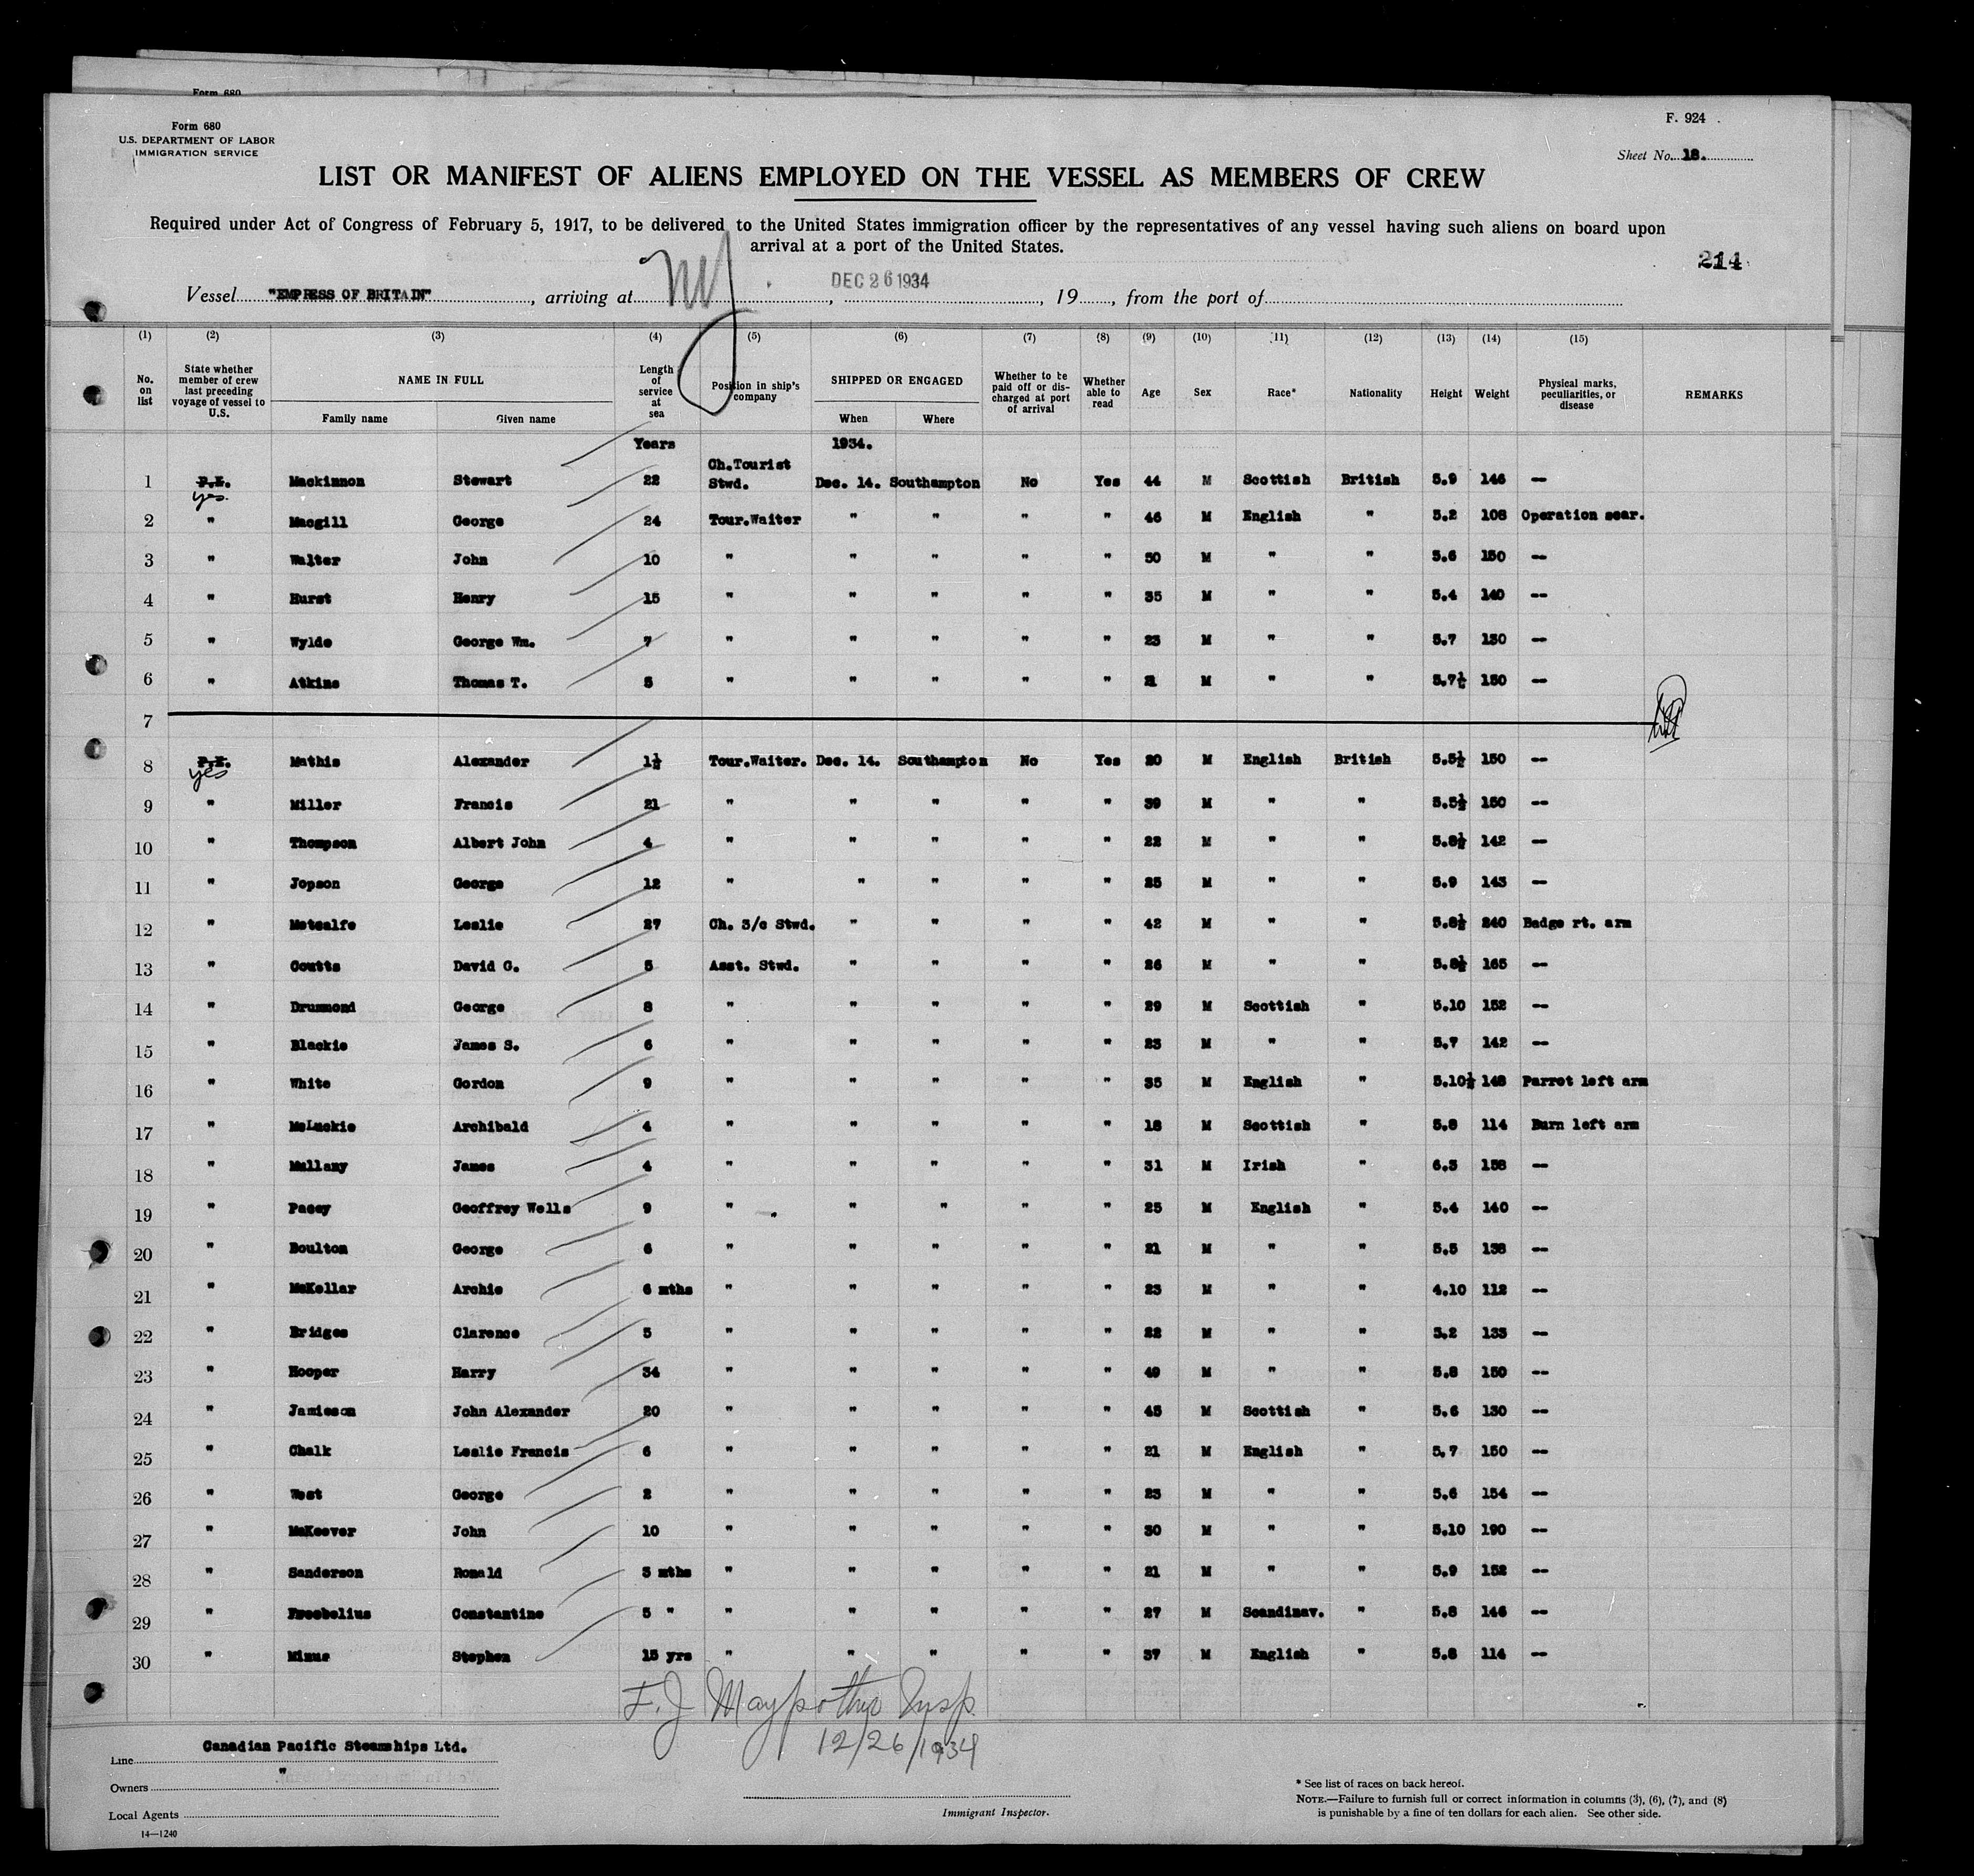 Form 680
Form 680
U.S. DEPARTMENT OF LABOR
IMMIGRATION SERVICE
F. 924
Sheet No. 18.
LIST OR MANIFEST OF ALIENS EMPLOYED ON THE VESSEL AS MEMBERS OF CREW
Required under Act of Congress of February 5, 1917, to be delivered to the United States immigration officer by the representatives of any vessel having such aliens on board upon
arrival at a port of the United States.
214
Vessel "EMPRESS OF BRITAIN", arriving at NY, DEC 26 1934, 19, from the port of
(1) (2) (3) (4) (5) (6) (7) (8) (9) (10) (11) (12) (13) (14) (15)
No. on list | State whether member of crew last preceding voyage of vessel to U.S. | NAME IN FULL | Family name | Given name | Length of service at sea | Position in ship's company | SHIPPED OR ENGAGED | When | Where | Whether to be paid off or discharged at port of arrival | Whether able to read | Age | Sex | Race* | Nationality | Height | Weight | Physical marks, peculiarities, or disease | REMARKS
Years 1934.
1 P.E. yes. Mackinnon Stewart 22 Ch.Tourist Stwd. Dec. 14. Southampton No Yes 44 M Scottish British 5.9 146 --
2 " Macgill George 24 Tour.Waiter " " " " 46 M English " 5.2 108 Operation scar.
3 " Walter John 10 " " " " " 50 M " " 5.6 150 --
4 " Hurst Henry 15 " " " " " 35 M " " 5.4 140 --
5 " Wylde George Wm. 7 " " " " " 23 M " " 5.7 130 --
6 " Atkins Thomas T. 5 " " " " " M " " 5.7½ 150 --
7
8 P.E. yes Mathis Alexander 1½ Tour.Waiter. Dec. 14. Southampton No Yes 20 M English British 5.5½ 150 --
9 " Miller Francis 21 " " " " " 39 M " " 5.5½ 150 --
10 " Thompson Albert John 4 " " " " " 22 M " " 5.8½ 142 --
11 " Jopson George 12 " " " " " 25 M " " 5.9 143 --
12 " Metcalfe Leslie 27 Ch. 3/c Stwd. " " " " 42 M " " 5.8½ 240 Badge rt. arm
13 " Coutts David G. 5 Asst. Stwd. " " " " 26 M " " 5.8½ 165 --
14 " Drummond George 8 " " " " " 29 M Scottish " 5.10 152 --
15 " Blackie James S. 6 " " " " " 23 M " " 5.7 142 --
16 " White Gordon 9 " " " " " 35 M English " 5.10½ 148 Parrot left arm
17 " McLuckie Archibald 4 " " " " " 18 M Scottish " 5.8 114 Burn left arm
18 " Mullany James 4 " " " " " 31 M Irish " 6.3 158 --
19 " Pacey Geoffrey Wells 9 " " " " " 25 M English " 5.4 140 --
20 " Boulton George 6 " " " " " 21 M " " 5.5 138 --
21 " McKellar Archie 6 mths " " " " " 23 M " " 4.10 112 --
22 " Bridges Clarence 5 " " " " " 22 M " " 5.2 133 --
23 " Hooper Harry 34 " " " " " 49 M " " 5.8 150 --
24 " Jamieson John Alexander 20 " " " " " 45 M Scottish " 5.6 130 --
25 " Chalk Leslie Francis 6 " " " " " 21 M English " 5.7 150 --
26 " West George 2 " " " " " 23 M " " 5.6 154 --
27 " McKeever John 10 " " " " " 30 M " " 5.10 190 --
28 " Sanderson Ronald 3 mths " " " " " 21 M " " 5.9 152 --
29 " Froebelius Constantine 5 " " " " " " 27 M Scandinav. " 5.8 146 --
30 " Minus Stephen 15 yrs " " " " " 37 M English " 5.8 114 --
F. J Maypother Insp.
12/26/1934
Line Canadian Pacific Steamships Ltd.
Owners "
Local Agents
14—1240
Immigrant Inspector.
* See list of races on back hereof.
NOTE.—Failure to furnish full or correct information in columns (3), (6), (7), and (8)
is punishable by a fine of ten dollars for each alien. See other side.